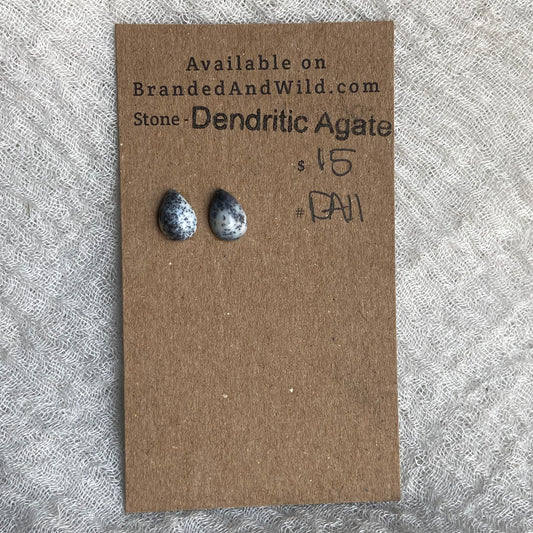 Available on
BrandedAndWild.com
Stone - Dendritic Agate
$ 15
# DA11